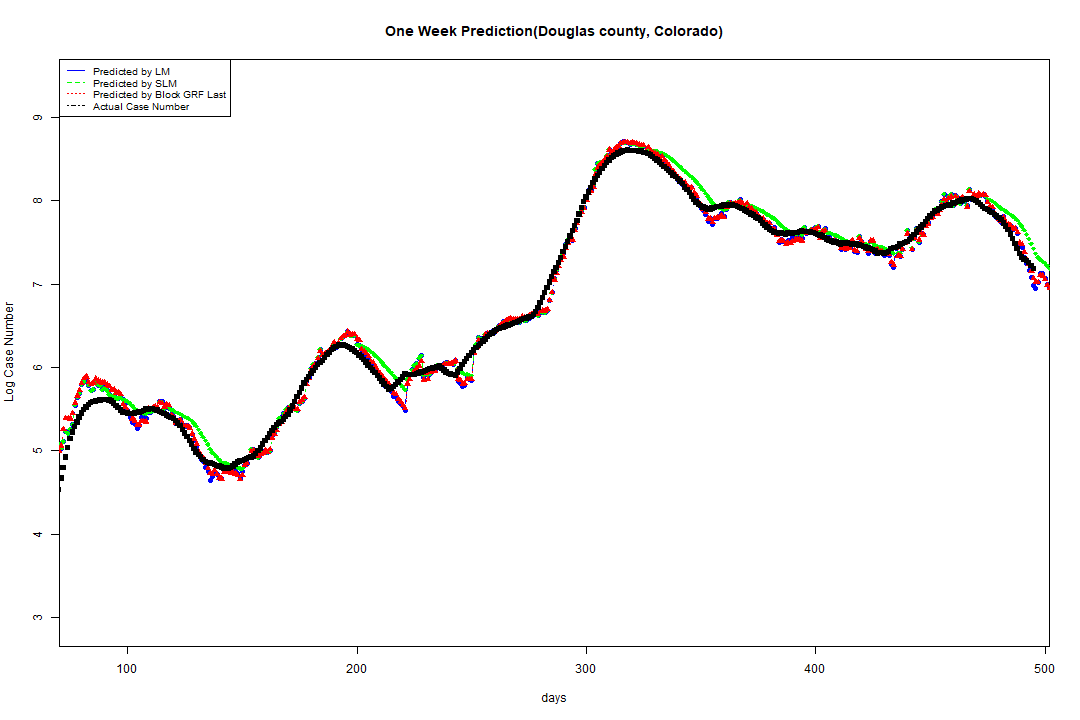 One Week Prediction(Douglas county, Colorado)
Predicted by LM
Predicted by SLM
Predicted by Block GRF Last
Actual Case Number
9
8
7
6
5
4
3
Log Case Number
100 200 300 400 500
days